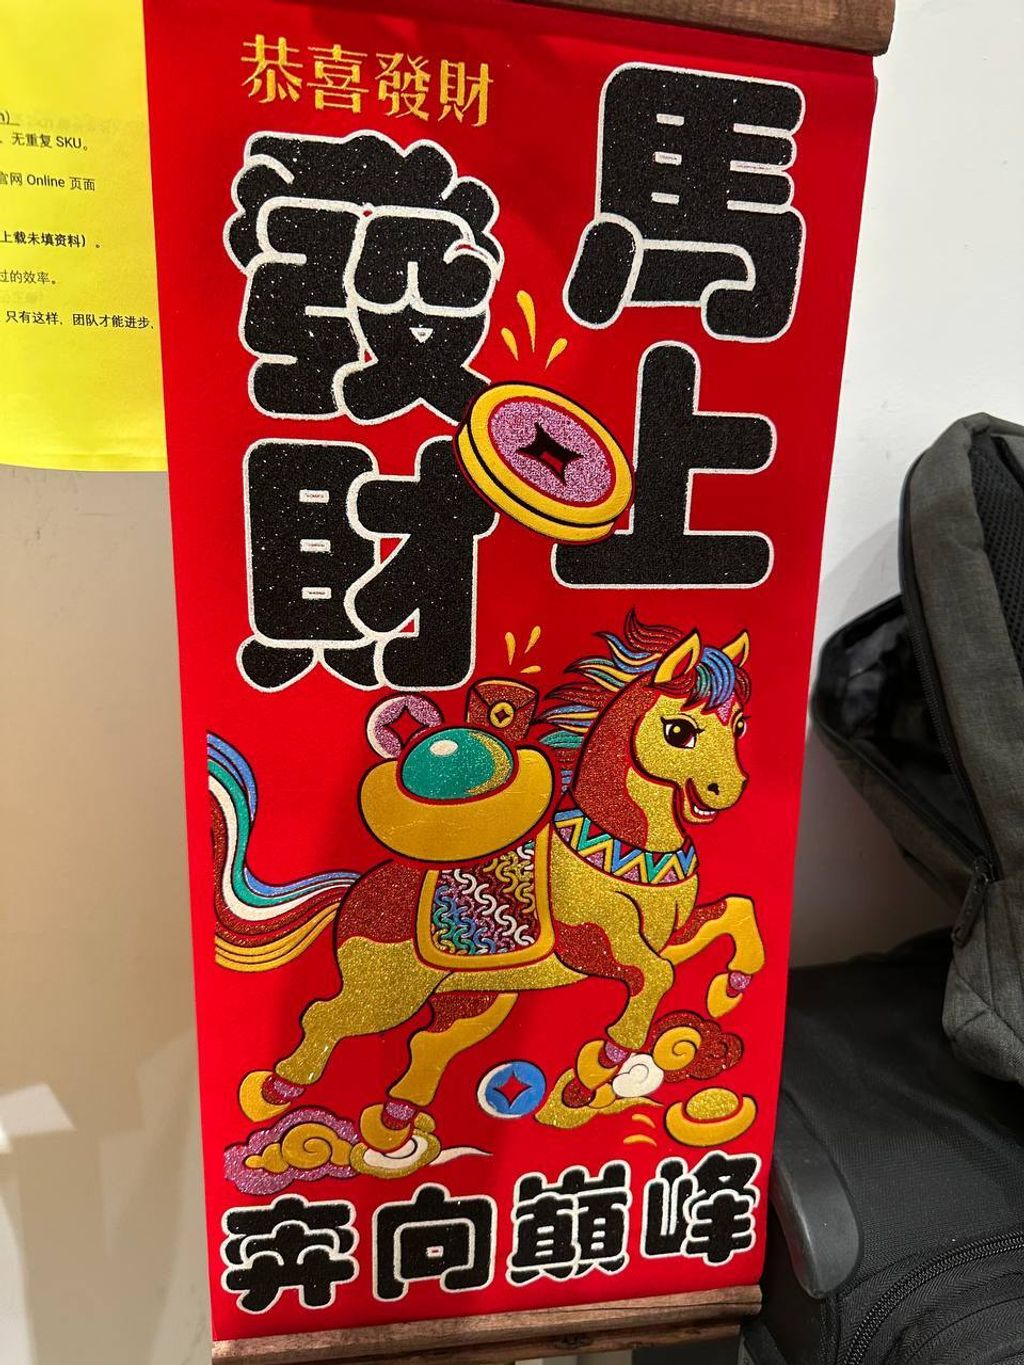 恭喜發財
馬上
發財
奔向巔峰
無重复 SKU。
官网 Online 页面
上载未填资料）。
过的效率。
只有这样，团队才能进步，